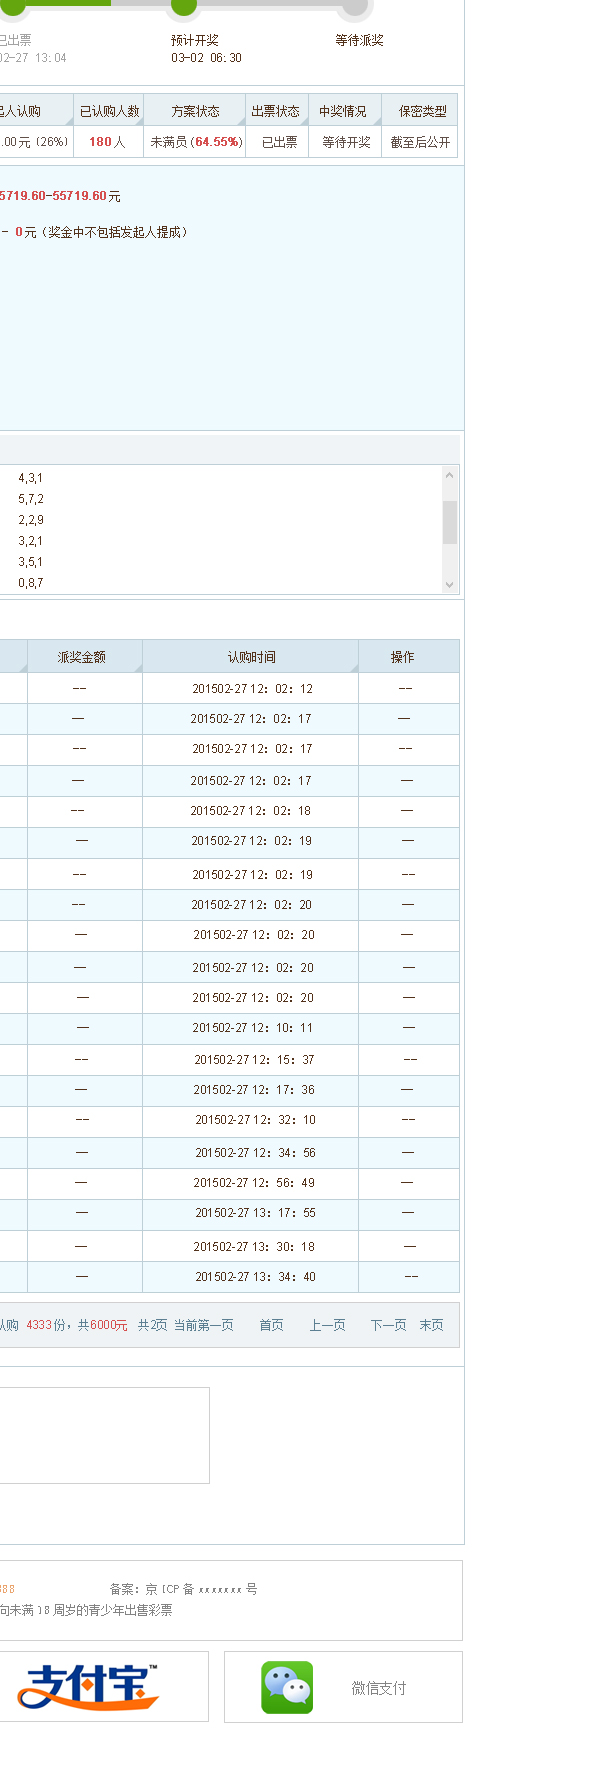 已出票 预计开奖 等待派奖
02-27 13:04 03-02 06:30
起人认购 已认购人数 方案状态 出票状态 中奖情况 保密类型
.00元 (26%) 180人 未满员(64.55%) 已出票 等待开奖 截至后公开
5719.60-55719.60元
- 0元（奖金中不包括发起人提成）
4,3,1
5,7,2
2,2,9
3,2,1
3,5,1
0,8,7
派奖金额 认购时间 操作
-- 201502-27 12：02：12 --
— 201502-27 12：02：17 —
-- 201502-27 12：02：17 --
— 201502-27 12：02：17 —
-- 201502-27 12：02：18 —
— 201502-27 12：02：19 —
-- 201502-27 12：02：19 --
-- 201502-27 12：02：20 —
— 201502-27 12：02：20 —
— 201502-27 12：02：20 —
— 201502-27 12：02：20 —
— 201502-27 12：10：11 —
-- 201502-27 12：15：37 --
— 201502-27 12：17：36 —
-- 201502-27 12：32：10 --
— 201502-27 12：34：56 —
— 201502-27 12：56：49 —
— 201502-27 13：17：55 —
— 201502-27 13：30：18 —
— 201502-27 13：34：40 --
认购 4333份，共6000元 共2页 当前第一页 首页 上一页 下一页 末页
888 备案：京 ICP 备 xxxxxxx 号
向未满 18 周岁的青少年出售彩票
支付宝™ 微信支付